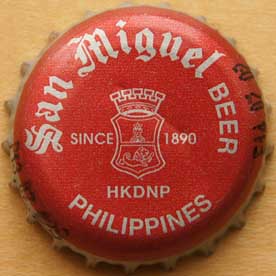 San Miguel BEER
SINCE 1890
HKDNP
PHILIPPINES